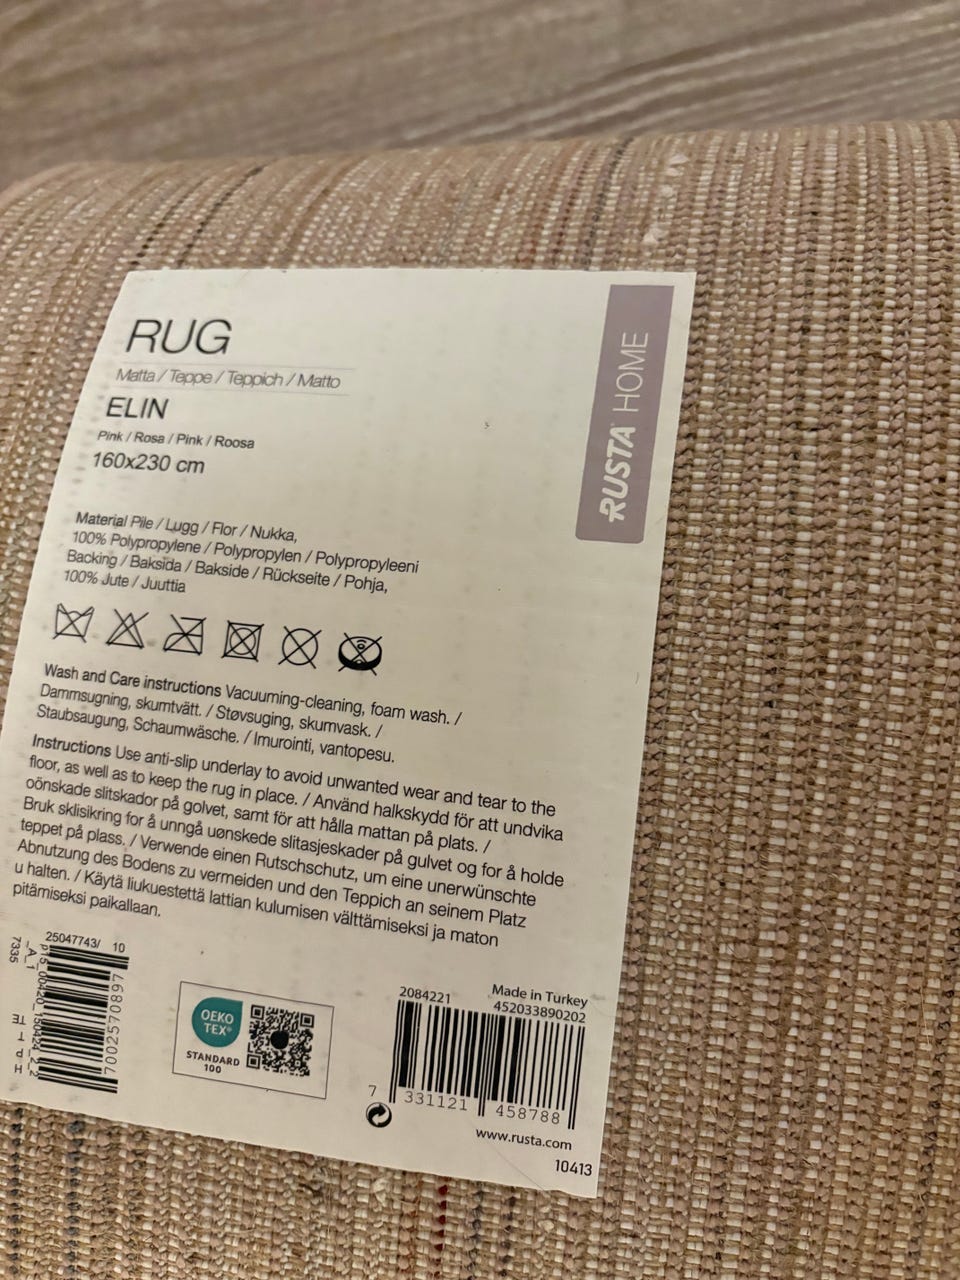 RUG
Matta / Teppe / Teppich / Matto
ELIN
Pink / Rosa / Pink / Roosa
160x230 cm
RUSTA HOME
Material Pile / Lugg / Flor / Nukka,
100% Polypropylene / Polypropylen / Polypropyleeni
Backing / Baksida / Bakside / Rückseite / Pohja,
100% Jute / Juuttia
Wash and Care instructions Vacuuming-cleaning, foam wash. /
Dammsugning, skumtvätt. / Støvsuging, skumvask. /
Staubsaugung, Schaumwäsche. / Imurointi, vantopesu.
Instructions Use anti-slip underlay to avoid unwanted wear and tear to the
floor, as well as to keep the rug in place. / Använd halkskydd för att undvika
oönskade slitskador på golvet, samt för att hålla mattan på plats. /
Bruk sklisikring for å unngå uønskede slitasjeskader på gulvet og for å holde
teppet på plass. / Verwende einen Rutschschutz, um eine unerwünschte
Abnutzung des Bodens zu vermeiden und den Teppich an seinem Platz
u halten. / Käytä liukuestettä lattian kulumisen välttämiseksi ja maton
pitämiseksi paikallaan.
25047743/ 10
p15_00420_150424_2_2
_A_1
7335
7002570897
TE
T
P
H
OEKO
TEX®
STANDARD
100
2084221
Made in Turkey
452033890202
7 331121 458788
www.rusta.com
10413